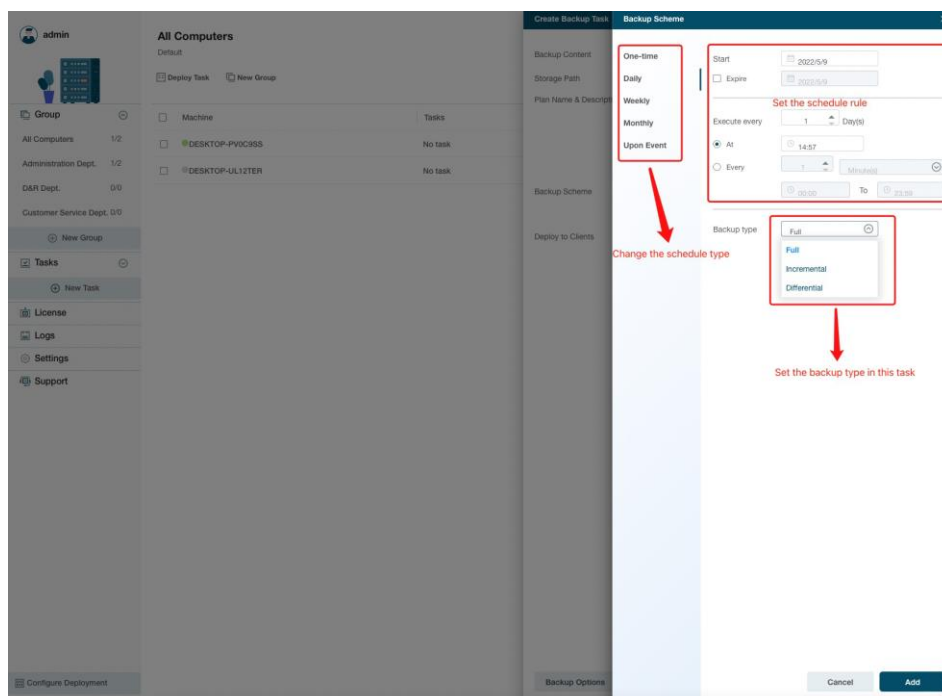 admin
Group
All Computers 1/2
Administration Dept. 1/2
D&R Dept. 0/0
Customer Service Dept. 0/0
New Group
Tasks
New Task
License
Logs
Settings
Support
Configure Deployment
All Computers
Default
Deploy Task New Group
Machine Tasks
DESKTOP-PV0C9SS No task
DESKTOP-UL12TER No task
Create Backup Task
Backup Content
Storage Path
Plan Name & Descripti
Backup Scheme
Deploy to Clients
Backup Options
Backup Scheme
One-time
Daily
Weekly
Monthly
Upon Event
Change the schedule type
Start 2022/5/9
Expire 2022/5/9
Set the schedule rule
Execute every 1 Day(s)
At 14:57
Every 1 Minute(s)
00:00 To 23:59
Backup type Full
Full
Incremental
Differential
Set the backup type in this task
Cancel Add